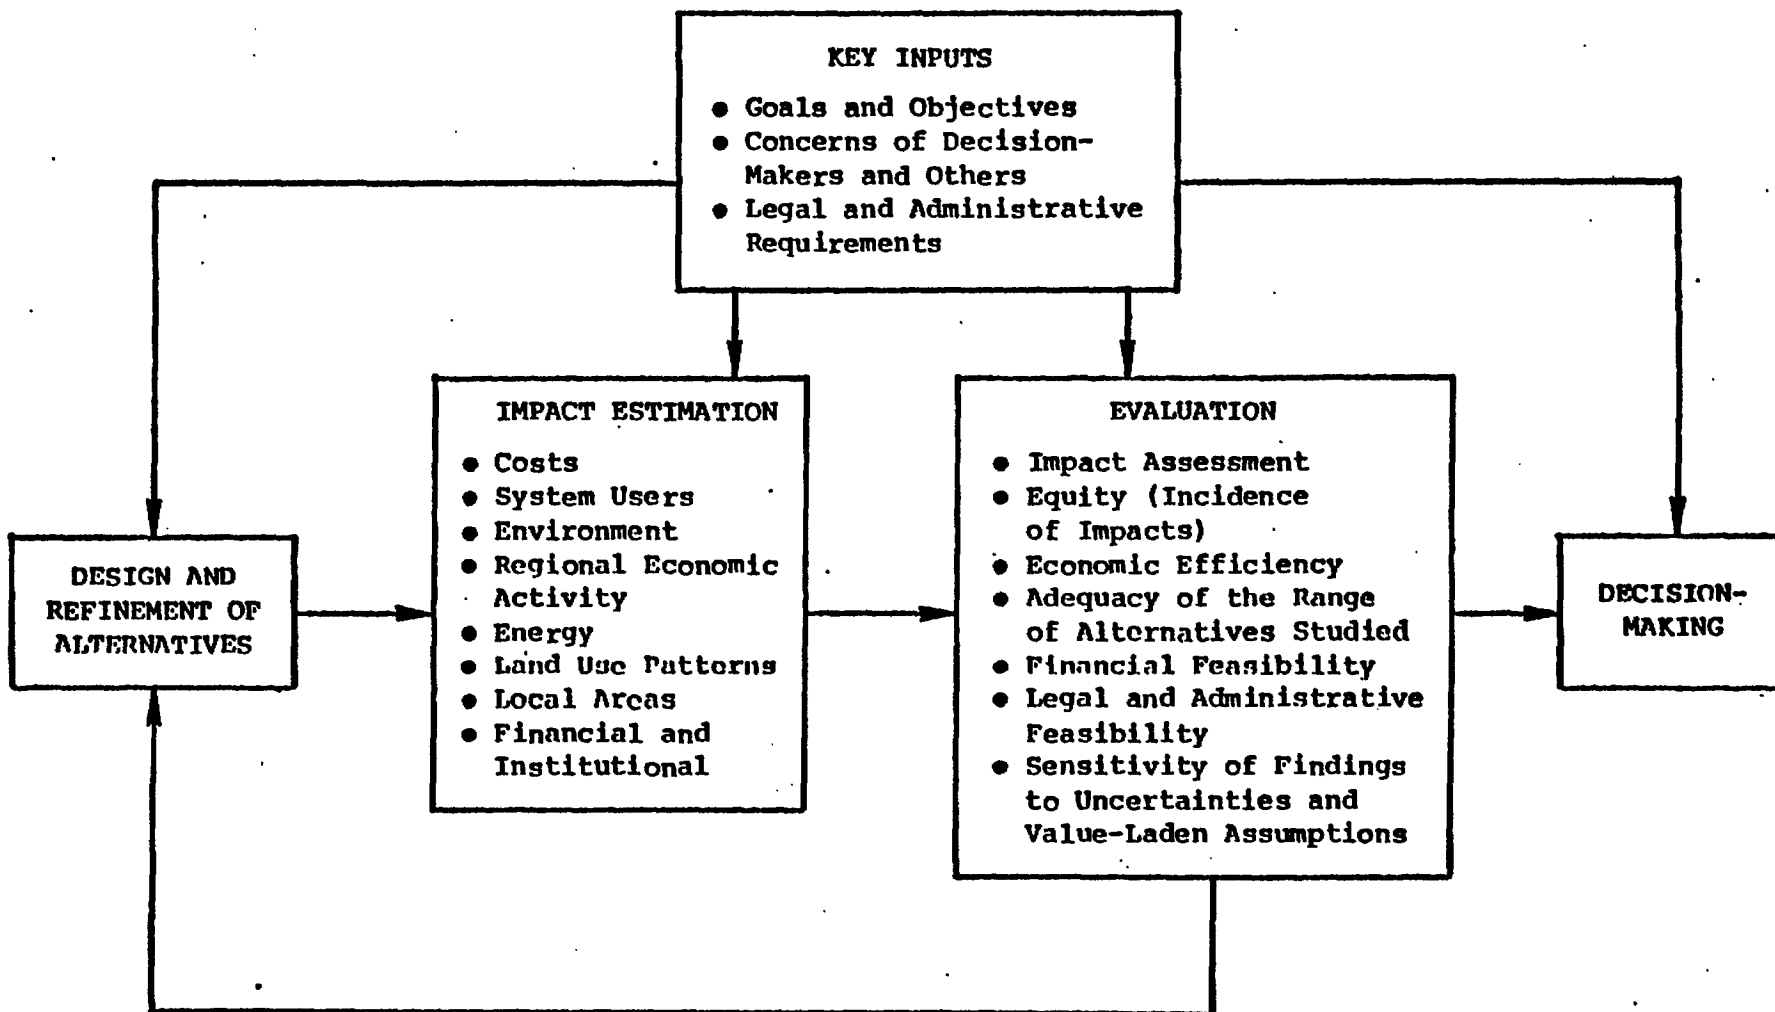 KEY INPUTS
● Goals and Objectives
● Concerns of Decision-
Makers and Others
● Legal and Administrative
Requirements
IMPACT ESTIMATION
● Costs
● System Users
● Environment
● Regional Economic
Activity
● Energy
● Land Use Patterns
● Local Areas
● Financial and
Institutional
EVALUATION
● Impact Assessment
● Equity (Incidence
of Impacts)
● Economic Efficiency
● Adequacy of the Range
of Alternatives Studied
● Financial Feasibility
● Legal and Administrative
Feasibility
● Sensitivity of Findings
to Uncertainties and
Value-Laden Assumptions
DESIGN AND
REFINEMENT OF
ALTERNATIVES
DECISION-
MAKING